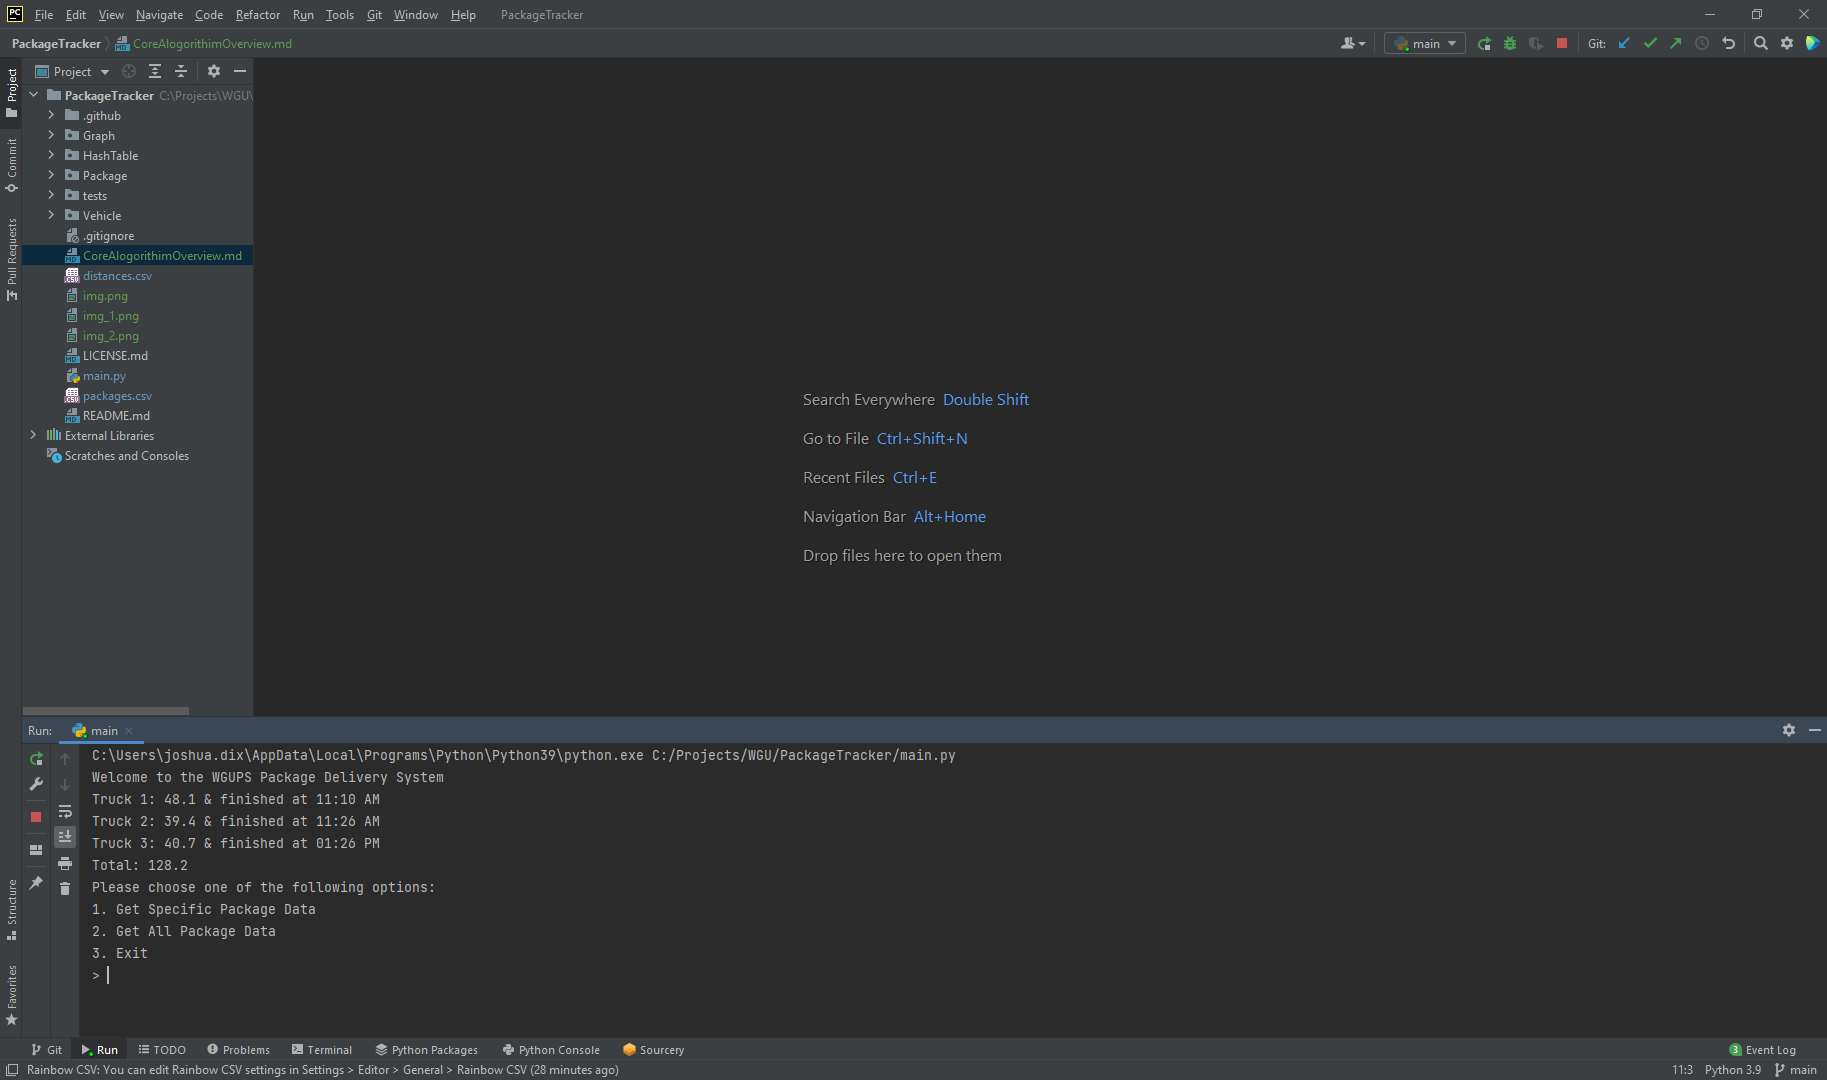 PC File Edit View Navigate Code Refactor Run Tools Git Window Help PackageTracker
PackageTracker CoreAlogorithimOverview.md main Git:
Project
PackageTracker C:\Projects\WGU\
.github
Graph
HashTable
Package
tests
Vehicle
.gitignore
CoreAlogorithimOverview.md
distances.csv
img.png
img_1.png
img_2.png
LICENSE.md
main.py
packages.csv
README.md
External Libraries
Scratches and Consoles
Project
Commit
Pull Requests
Structure
Favorites
Search Everywhere Double Shift
Go to File Ctrl+Shift+N
Recent Files Ctrl+E
Navigation Bar Alt+Home
Drop files here to open them
Run: main
C:\Users\joshua.dix\AppData\Local\Programs\Python\Python39\python.exe C:/Projects/WGU/PackageTracker/main.py
Welcome to the WGUPS Package Delivery System
Truck 1: 48.1 & finished at 11:10 AM
Truck 2: 39.4 & finished at 11:26 AM
Truck 3: 40.7 & finished at 01:26 PM
Total: 128.2
Please choose one of the following options:
1. Get Specific Package Data
2. Get All Package Data
3. Exit
>
Git Run TODO Problems Terminal Python Packages Python Console Sourcery 3 Event Log
Rainbow CSV: You can edit Rainbow CSV settings in Settings > Editor > General > Rainbow CSV (28 minutes ago) 11:3 Python 3.9 main